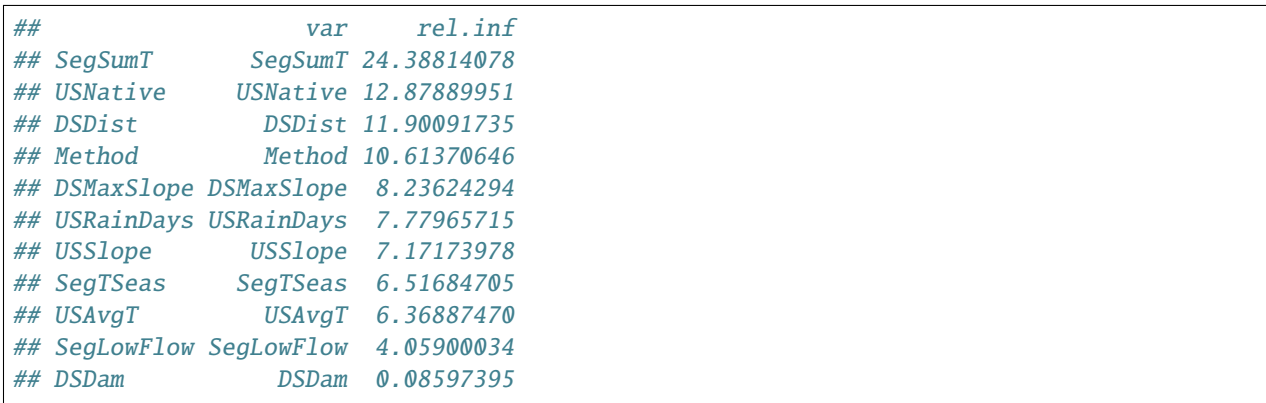 ##                   var     rel.inf
## SegSumT       SegSumT 24.38814078
## USNative     USNative 12.87889951
## DSDist         DSDist 11.90091735
## Method         Method 10.61370646
## DSMaxSlope DSMaxSlope  8.23624294
## USRainDays USRainDays  7.77965715
## USSlope       USSlope  7.17173978
## SegTSeas     SegTSeas  6.51684705
## USAvgT         USAvgT  6.36887470
## SegLowFlow SegLowFlow  4.05900034
## DSDam           DSDam  0.08597395